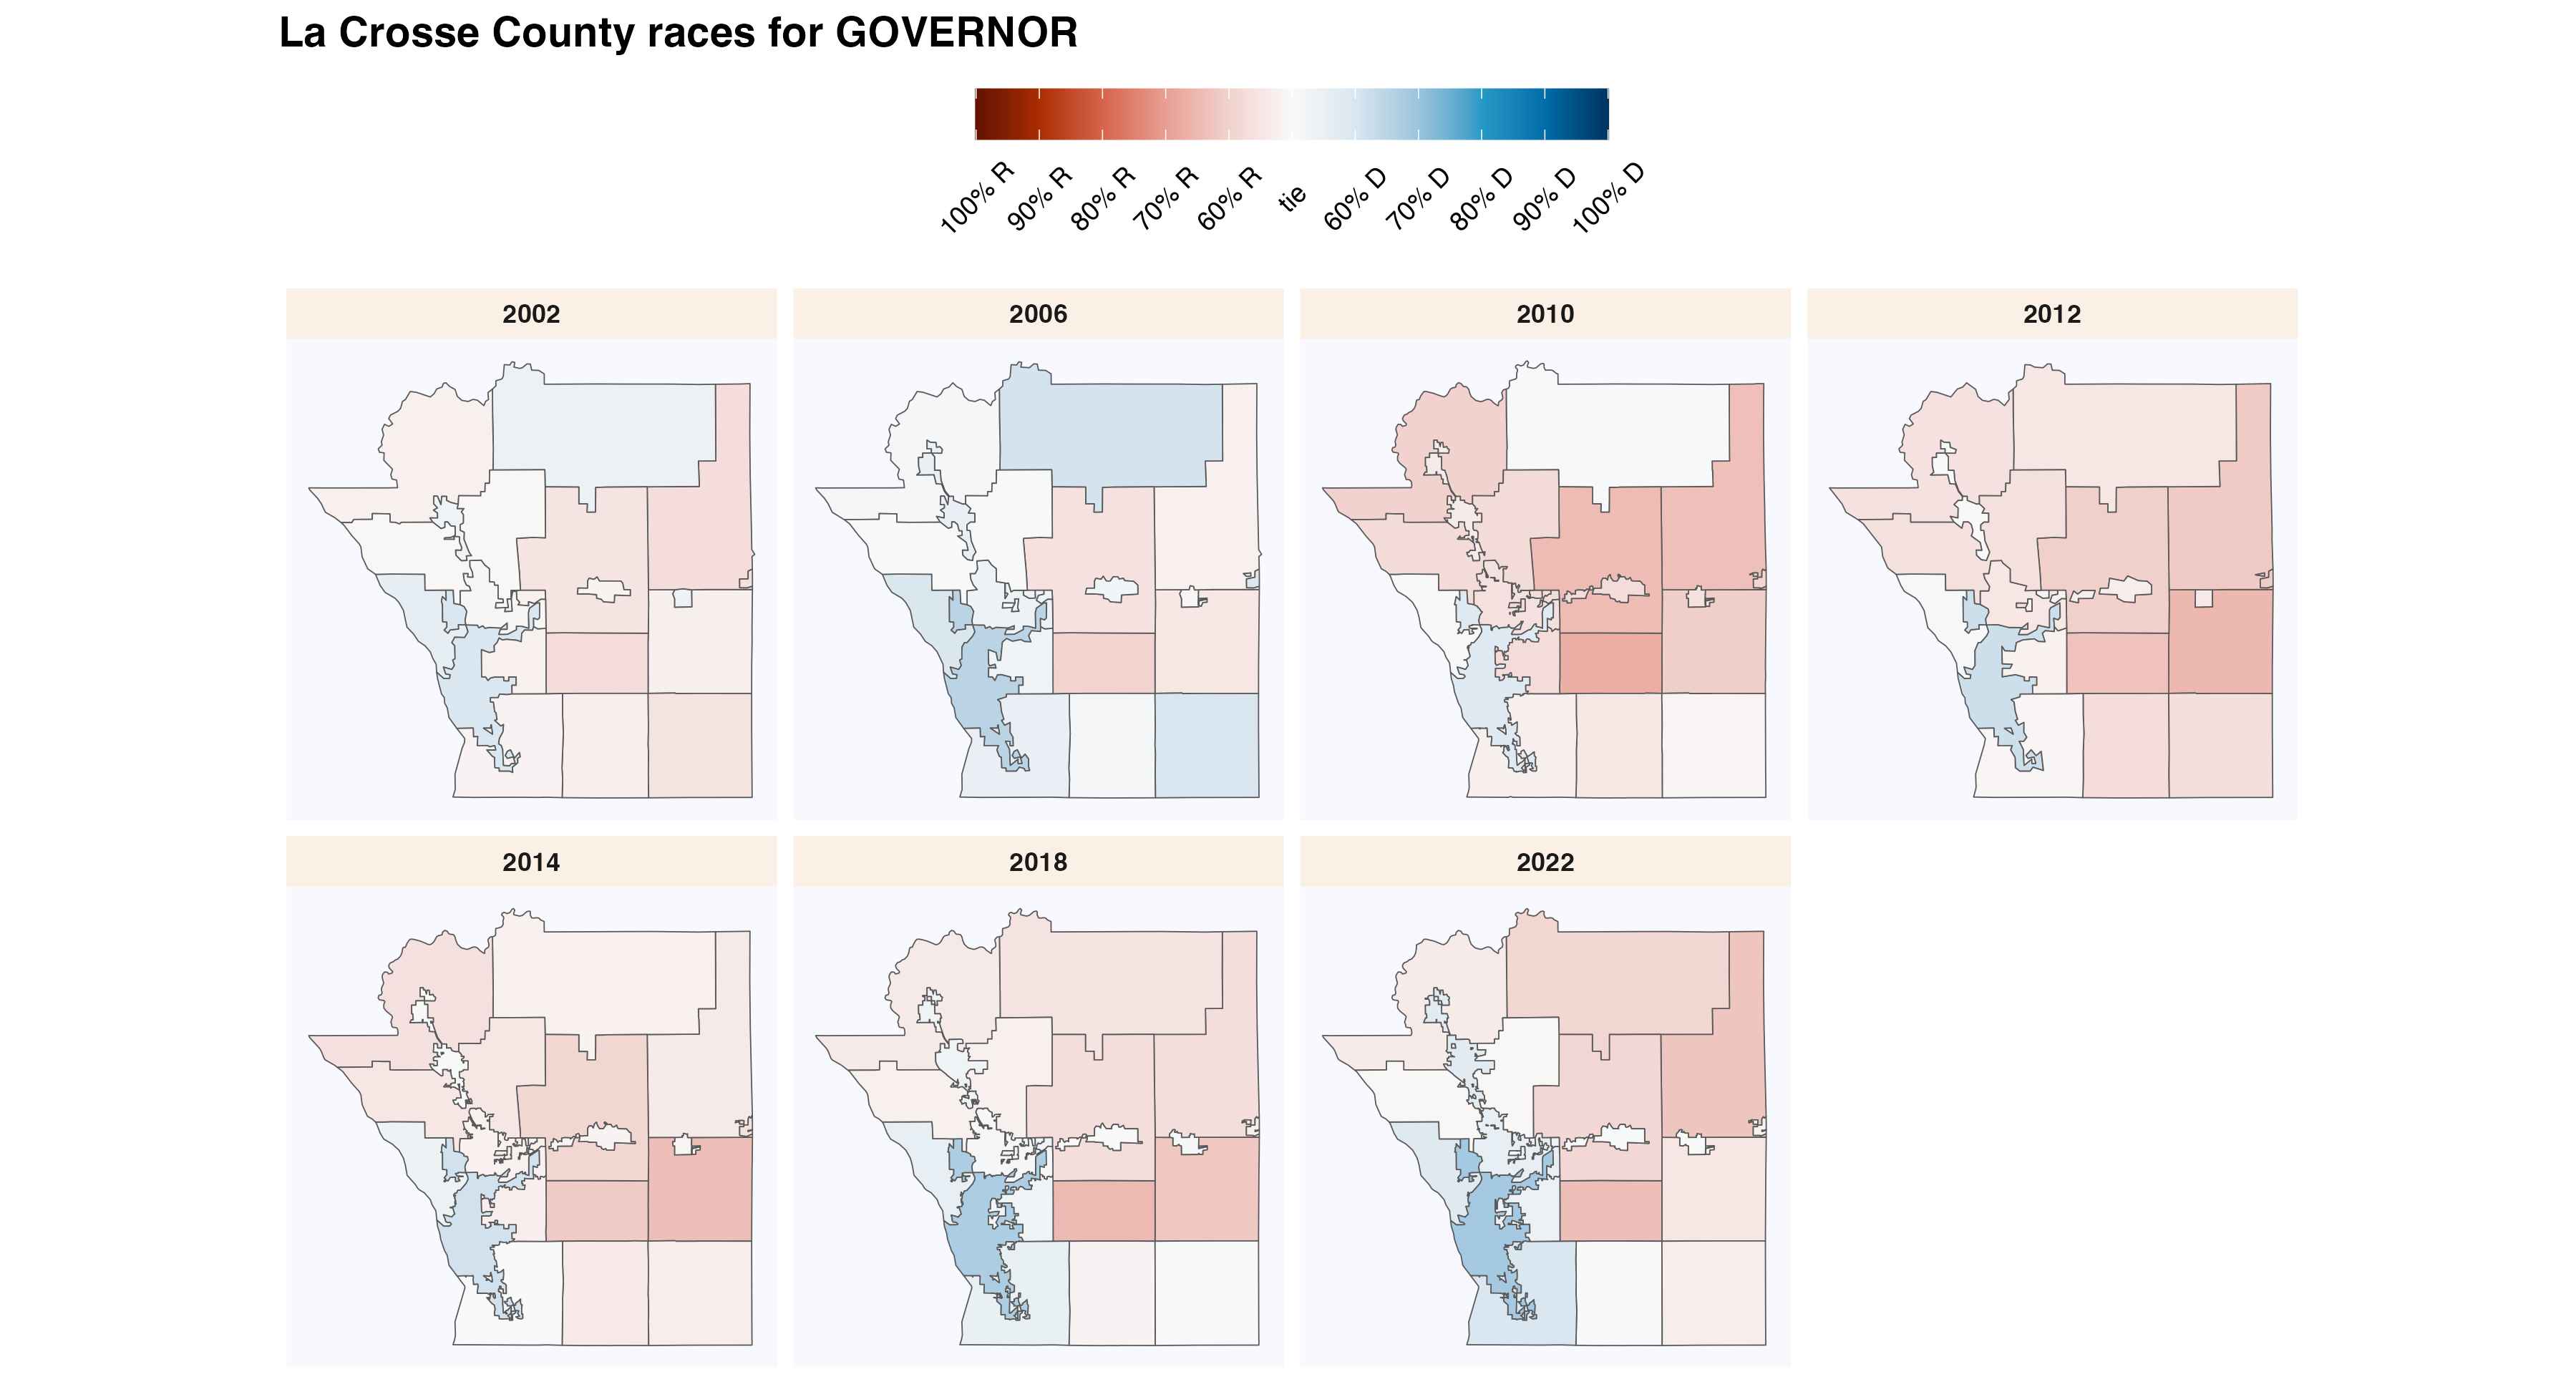 La Crosse County races for GOVERNOR
100% R 90% R 80% R 70% R 60% R tie 60% D 70% D 80% D 90% D 100% D
2002 2006 2010 2012
2014 2018 2022